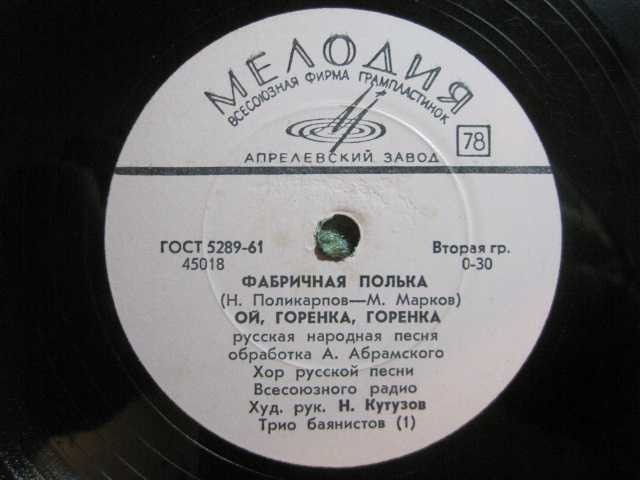 МЕЛОДИЯ
ВСЕСОЮЗНАЯ ФИРМА ГРАМПЛАСТИНОК
78
АПРЕЛЕВСКИЙ ЗАВОД
ГОСТ 5289-61 Вторая гр.
45018 0-30
ФАБРИЧНАЯ ПОЛЬКА
(Н. Поликарпов—М. Марков)
ОЙ, ГОРЕНКА, ГОРЕНКА
русская народная песня
обработка А. Абрамского
Хор русской песни
Всесоюзного радио
Худ. рук. Н. Кутузов
Трио баянистов (1)